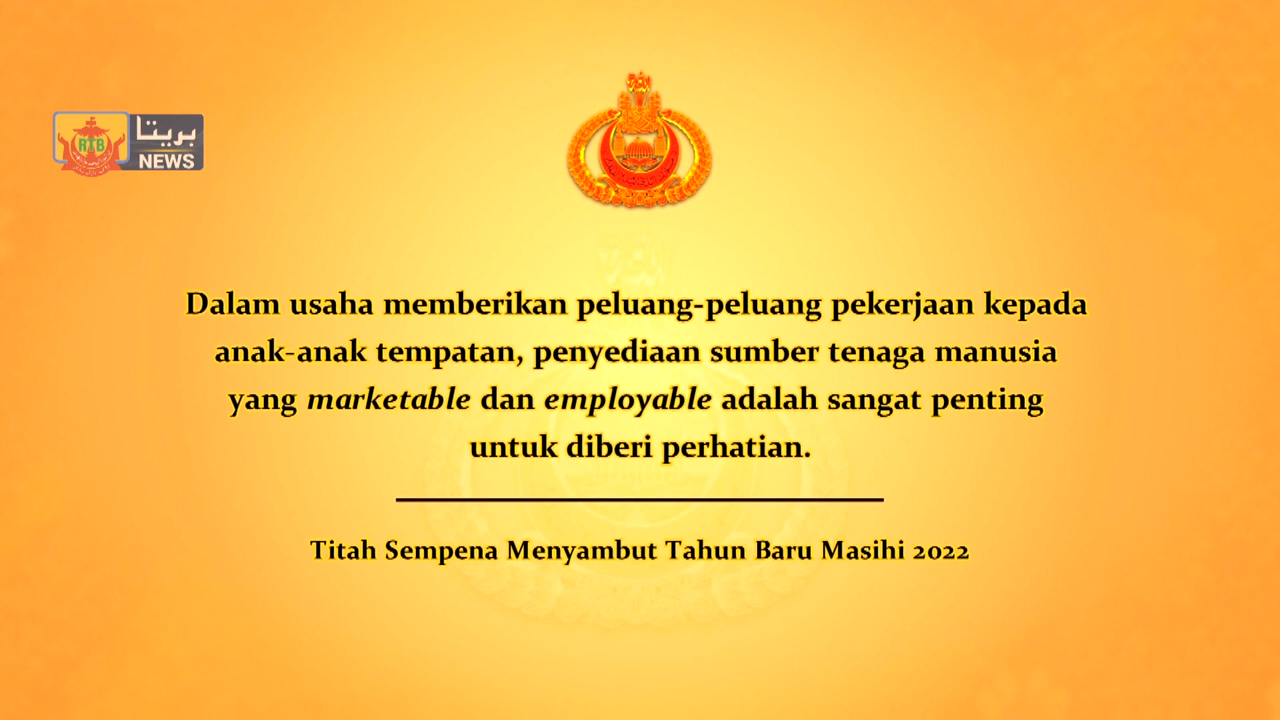 RTB
بريتا
NEWS
Dalam usaha memberikan peluang-peluang pekerjaan kepada
anak-anak tempatan, penyediaan sumber tenaga manusia
yang marketable dan employable adalah sangat penting
untuk diberi perhatian.
Titah Sempena Menyambut Tahun Baru Masihi 2022